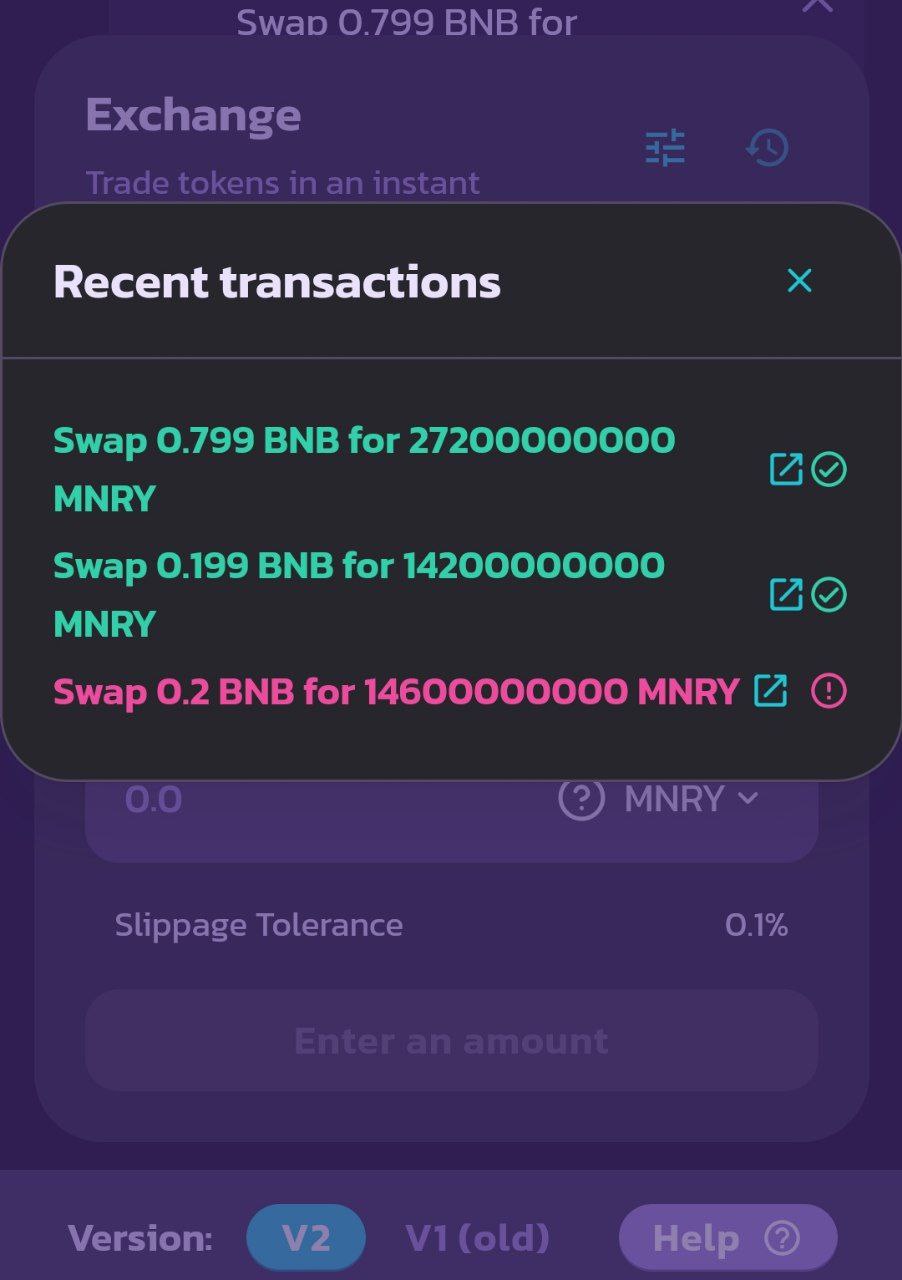 Swap 0.799 BNB for
Exchange
Trade tokens in an instant
Recent transactions
Swap 0.799 BNB for 27200000000
MNRY
Swap 0.199 BNB for 14200000000
MNRY
Swap 0.2 BNB for 14600000000 MNRY
0.0 MNRY
Slippage Tolerance 0.1%
Enter an amount
Version: V2 V1 (old) Help